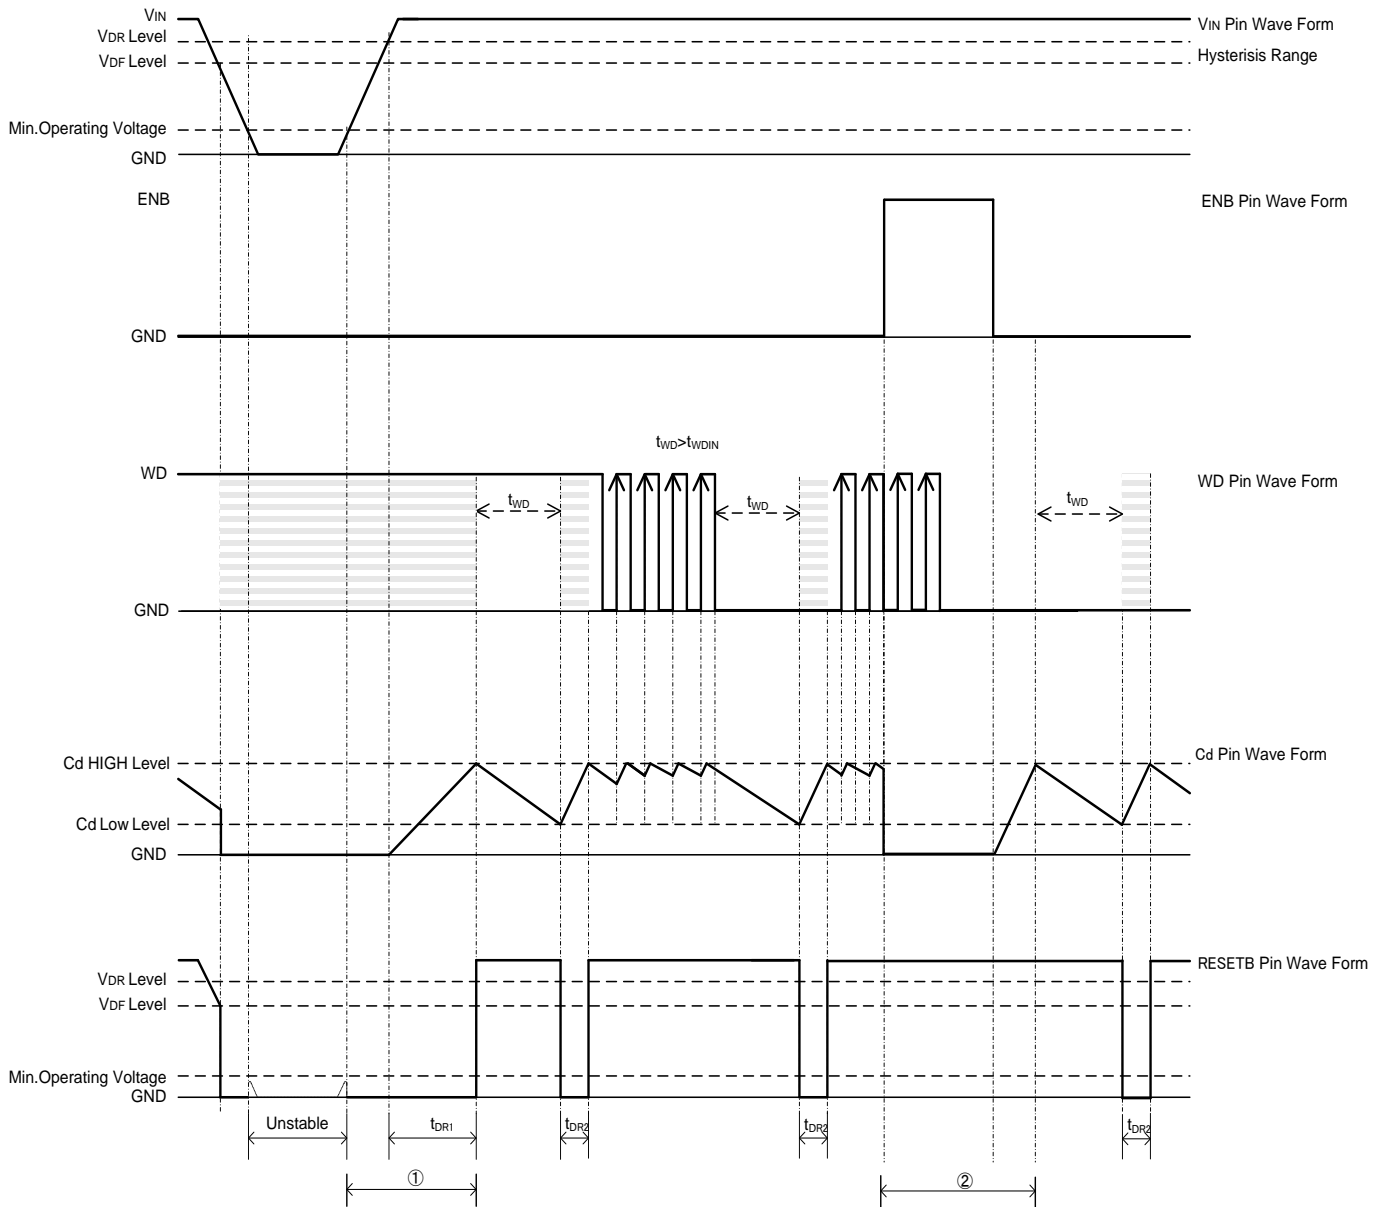 VIN
VIN Pin Wave Form
VDR Level
VDF Level
Hysterisis Range
Min.Operating Voltage
GND
ENB
ENB Pin Wave Form
GND
tWD>tWDIN
WD
WD Pin Wave Form
tWD
tWD
tWD
GND
Cd HIGH Level
Cd Pin Wave Form
Cd Low Level
GND
RESETB Pin Wave Form
VDR Level
VDF Level
Min.Operating Voltage
GND
Unstable
tDR1
tDR2
tDR2
tDR2
①
②